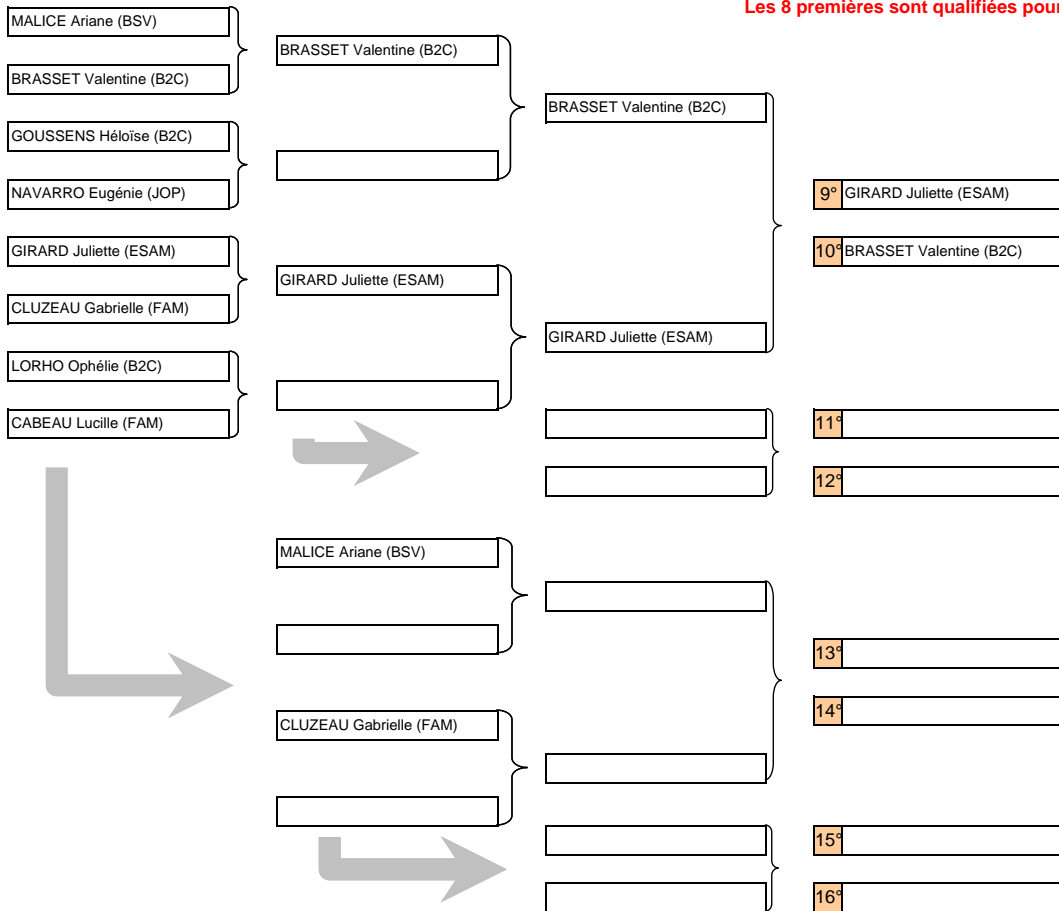 Les 8 premières sont qualifiées pour
MALICE Ariane (BSV)
BRASSET Valentine (B2C)
BRASSET Valentine (B2C)
BRASSET Valentine (B2C)
GOUSSENS Héloïse (B2C)
NAVARRO Eugénie (JOP)
9° GIRARD Juliette (ESAM)
GIRARD Juliette (ESAM)
10° BRASSET Valentine (B2C)
GIRARD Juliette (ESAM)
CLUZEAU Gabrielle (FAM)
GIRARD Juliette (ESAM)
LORHO Ophélie (B2C)
CABEAU Lucille (FAM)
11°
12°
MALICE Ariane (BSV)
13°
14°
CLUZEAU Gabrielle (FAM)
15°
16°